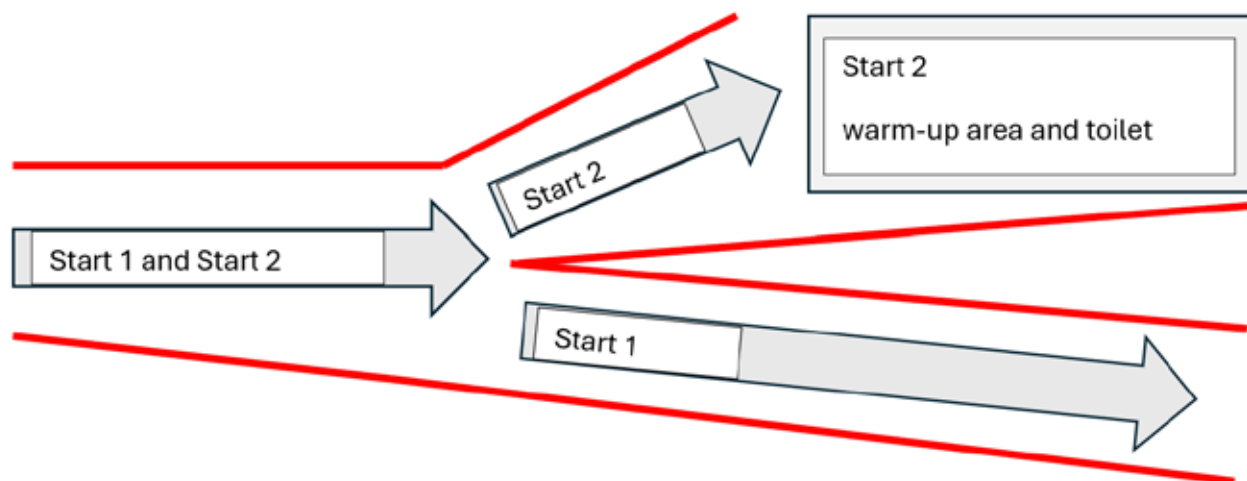 Start 2
warm-up area and toilet
Start 2
Start 1 and Start 2
Start 1